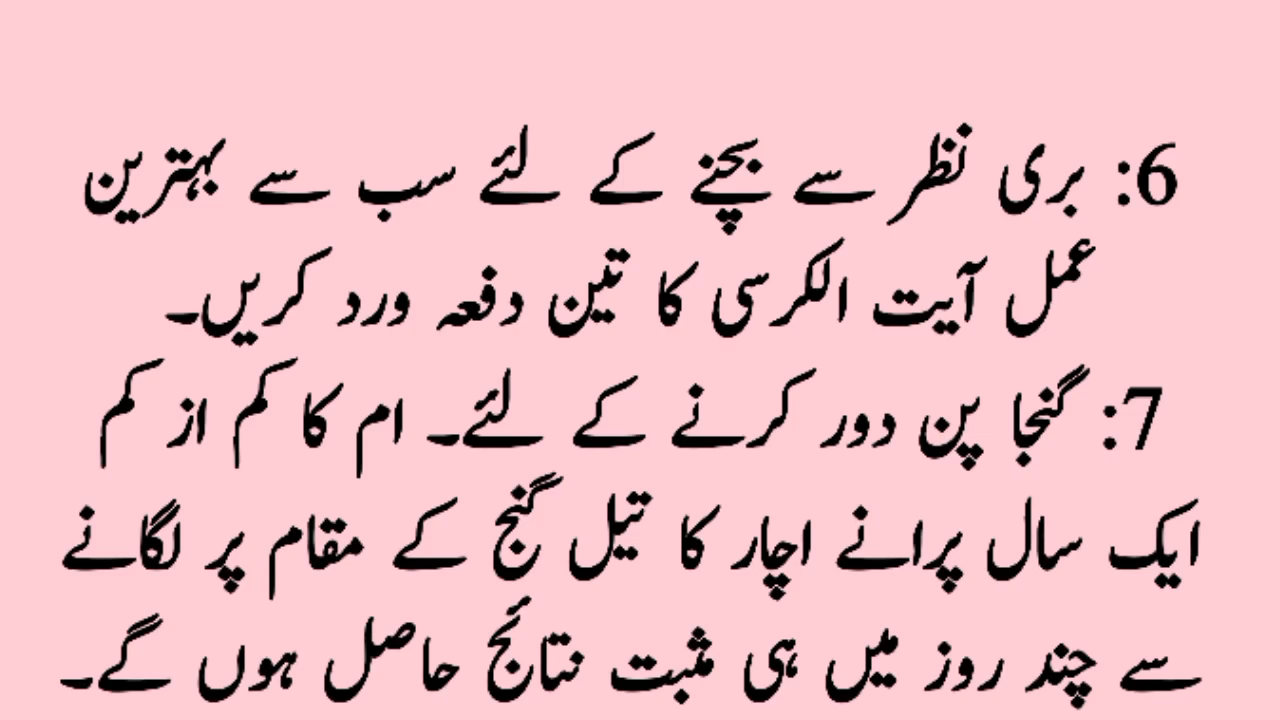 6: بری نظر سے بچنے کے لئے سب سے بہترین
عمل آیت الکرسی کا تین دفعہ ورد کریں۔
7: گنجا پن دور کرنے کے لئے۔ ام کا کم از کم
ایک سال پرانے اچار کا تیل گنج کے مقام پر لگانے
سے چند روز میں ہی مثبت نتائج حاصل ہوں گے۔